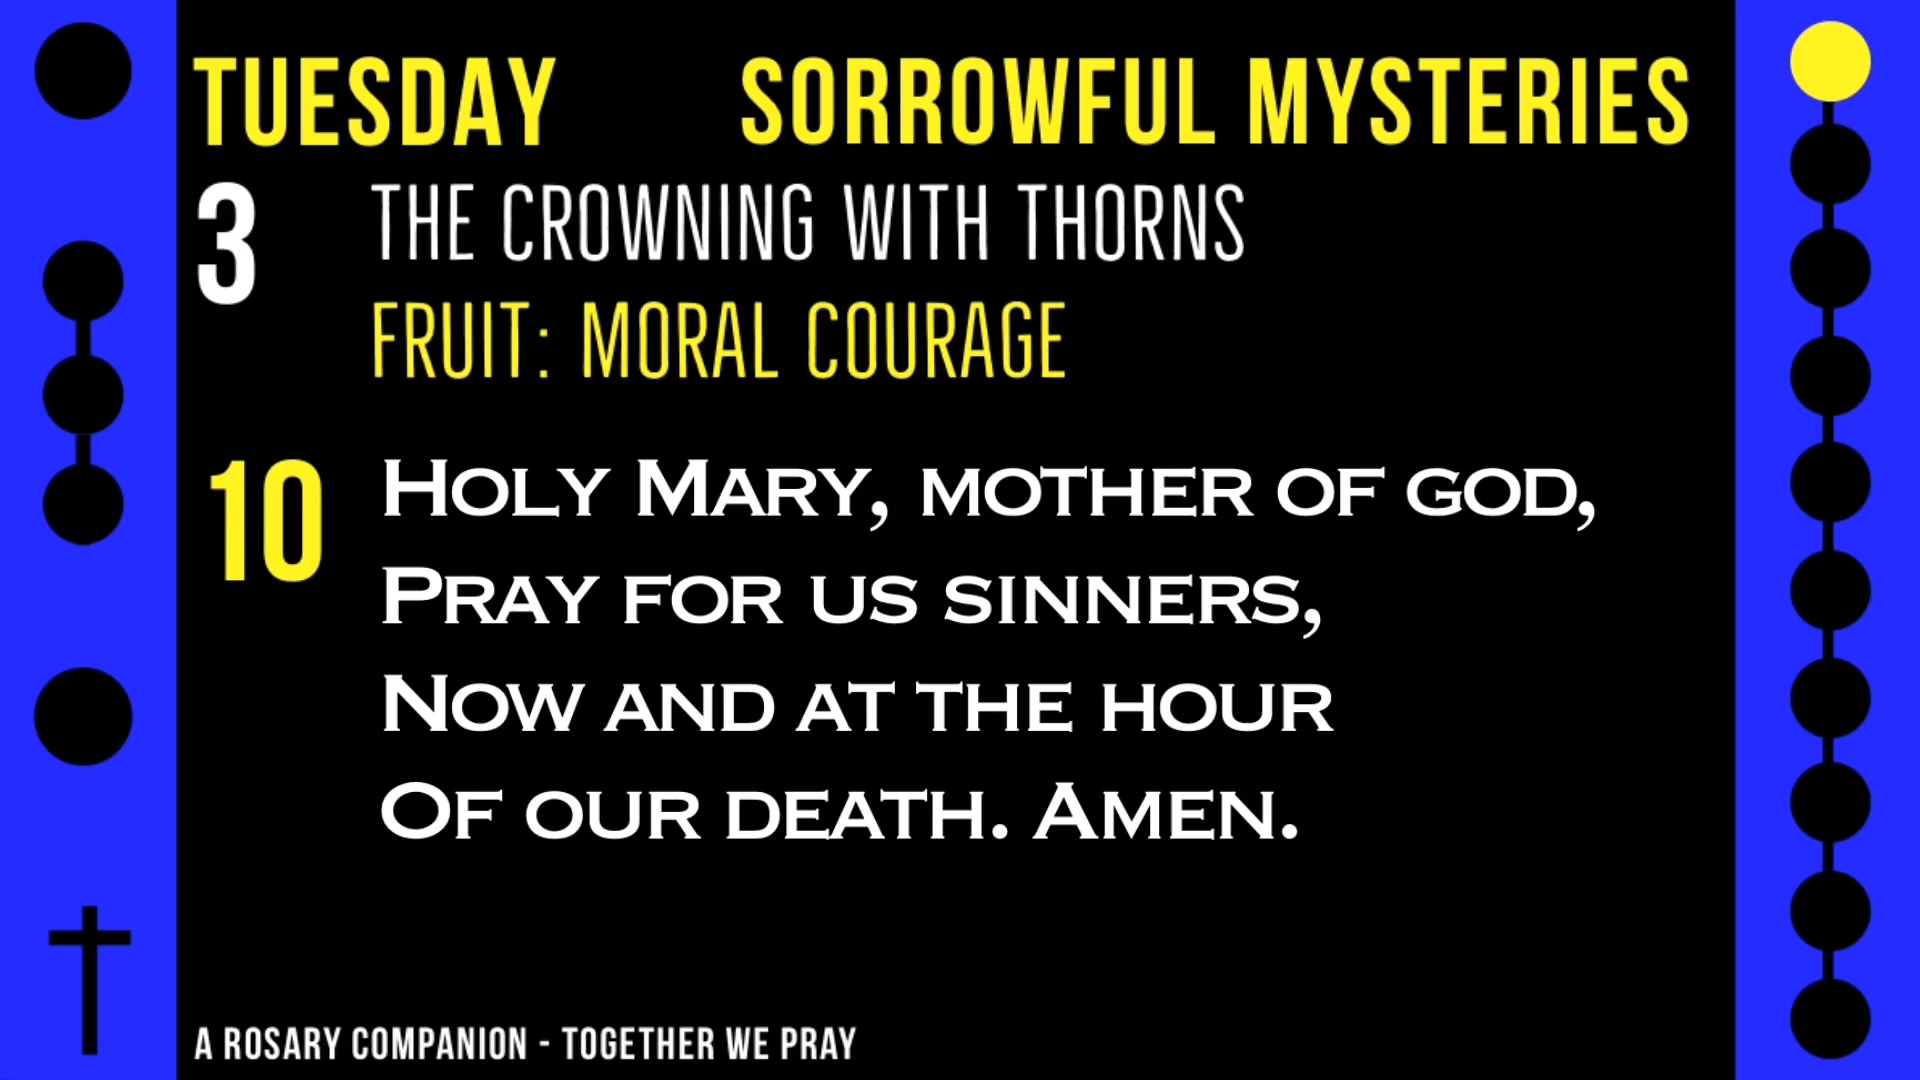 TUESDAY SORROWFUL MYSTERIES
3 THE CROWNING WITH THORNS
FRUIT: MORAL COURAGE
10 HOLY MARY, MOTHER OF GOD,
PRAY FOR US SINNERS,
NOW AND AT THE HOUR
OF OUR DEATH. AMEN.
A ROSARY COMPANION - TOGETHER WE PRAY